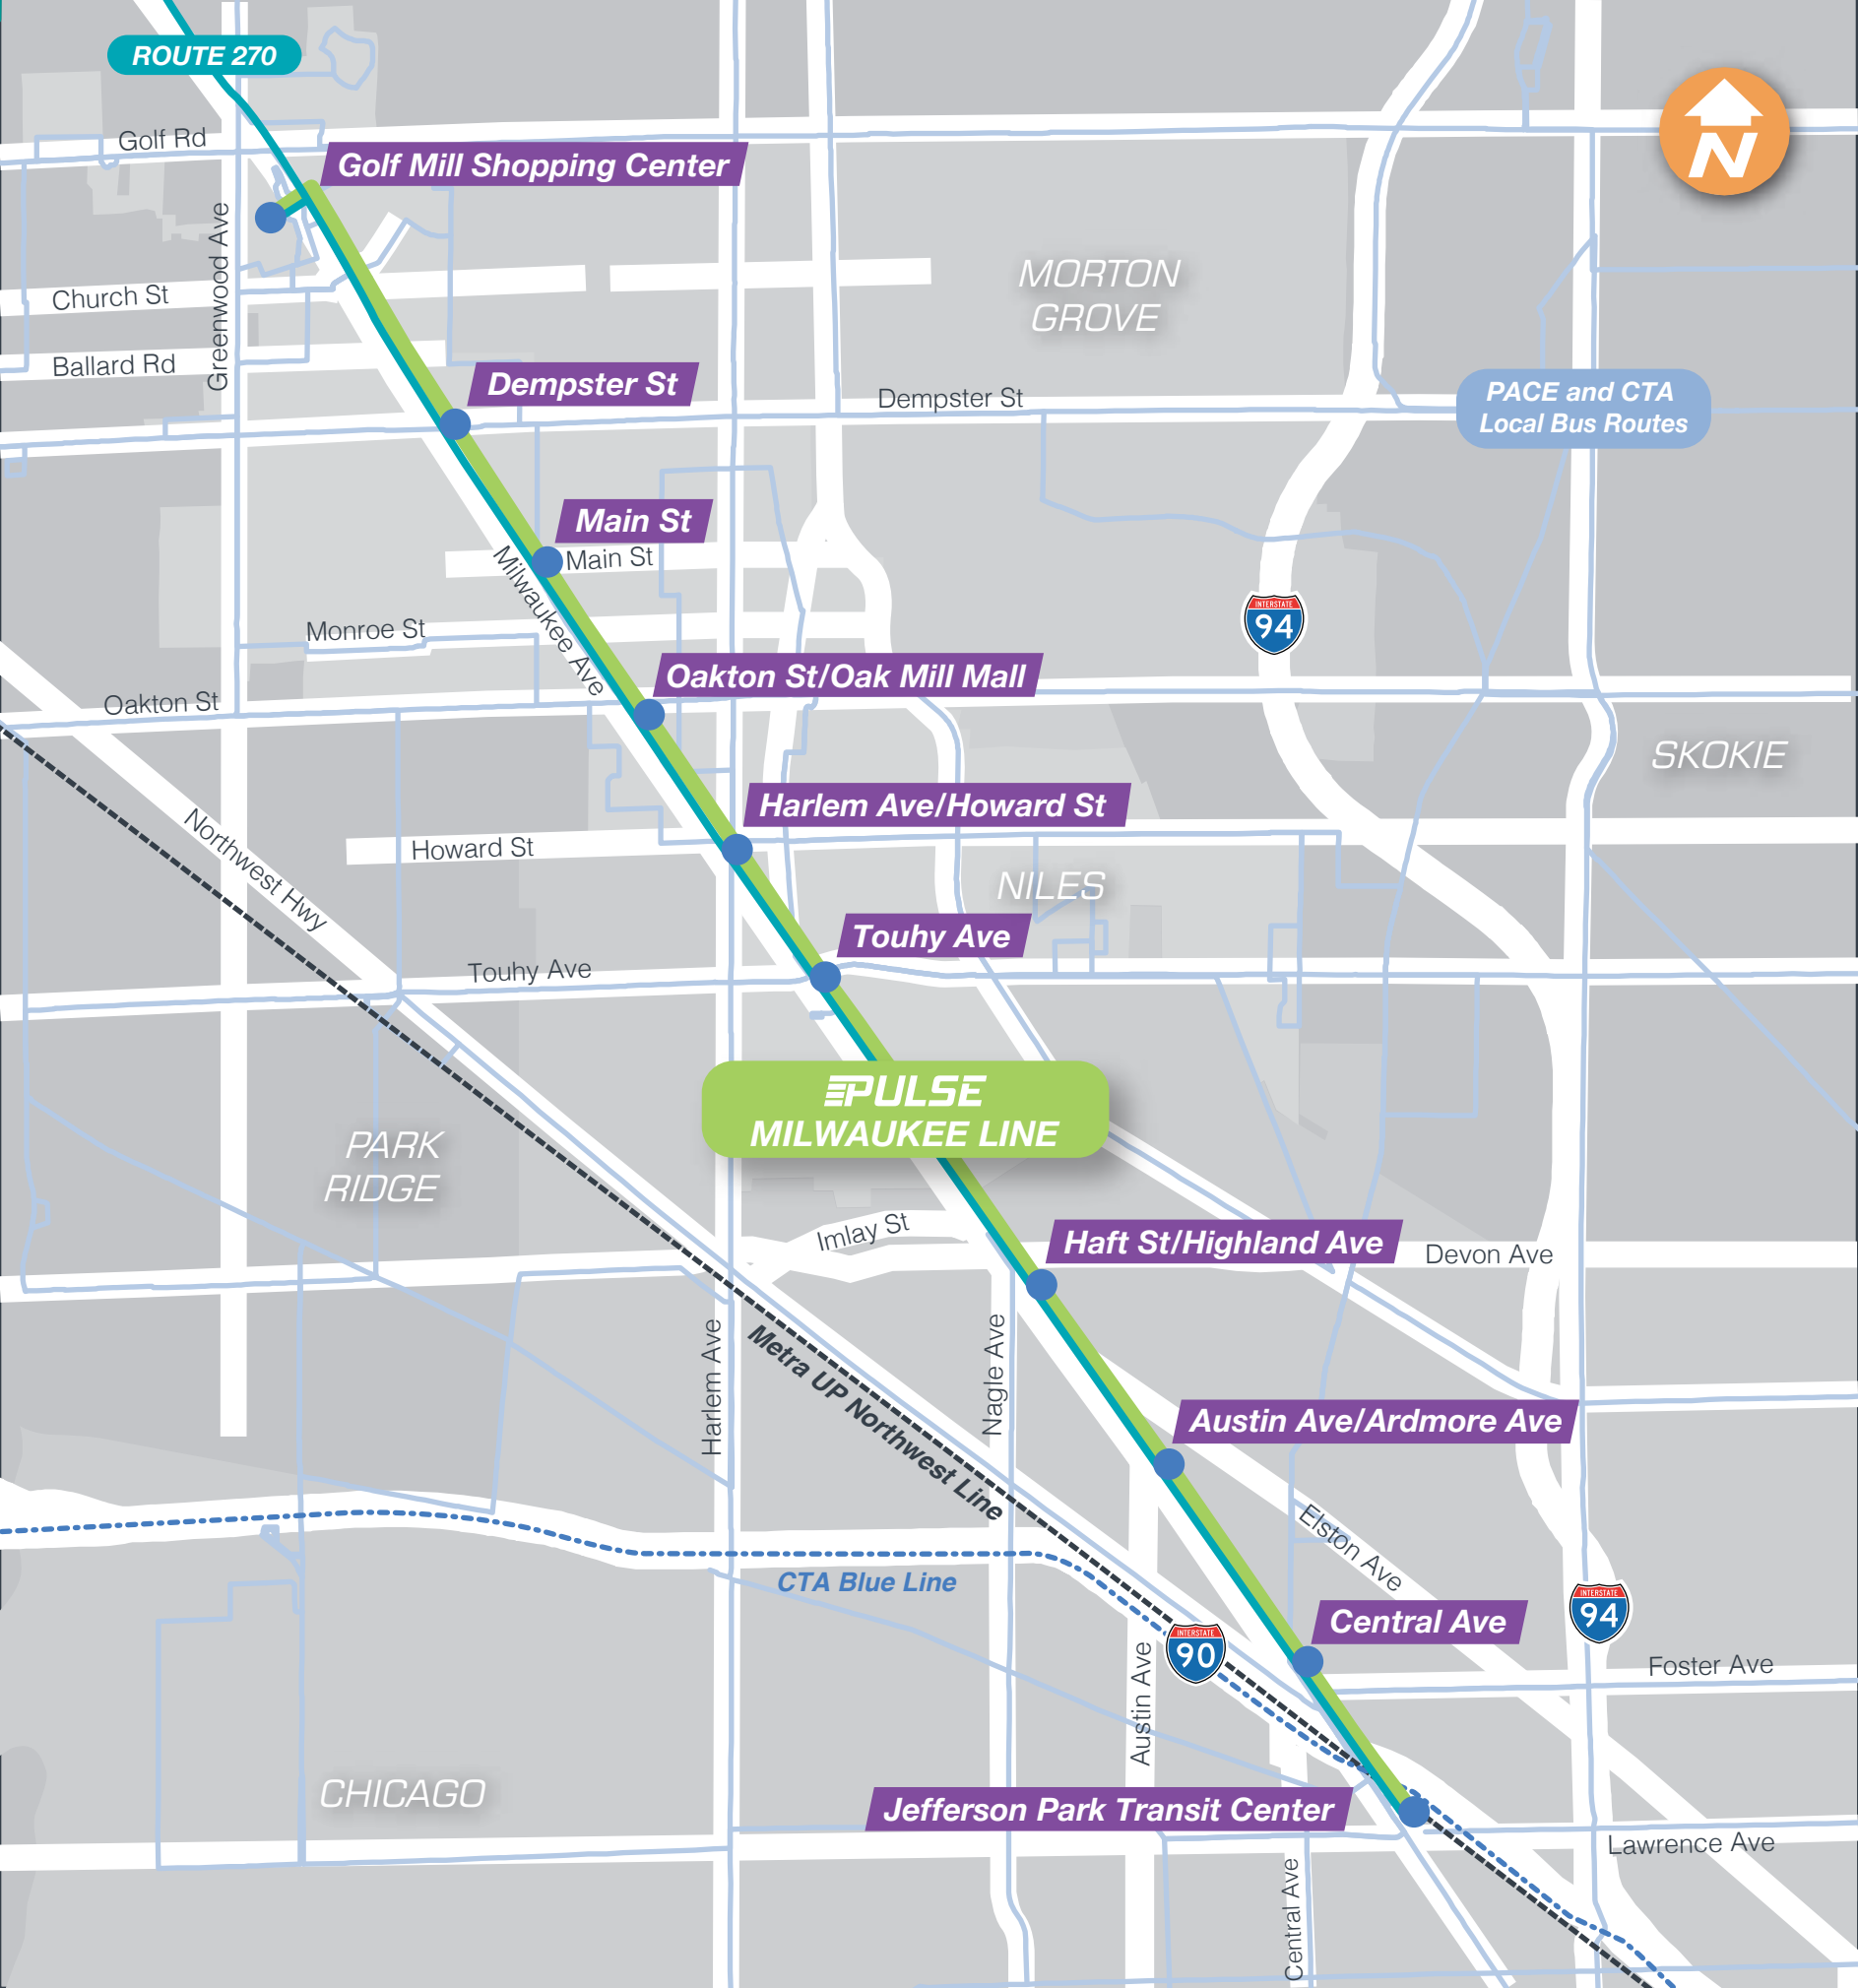 ROUTE 270
Golf Rd
Golf Mill Shopping Center
N
Greenwood Ave
MORTON
GROVE
Church St
Ballard Rd
Dempster St
Dempster St
PACE and CTA
Local Bus Routes
Main St
Main St
Milwaukee Ave
Monroe St
INTERSTATE
94
Oakton St/Oak Mill Mall
Oakton St
SKOKIE
Harlem Ave/Howard St
Northwest Hwy
Howard St
NILES
Touhy Ave
Touhy Ave
PULSE
MILWAUKEE LINE
PARK
RIDGE
Imlay St
Haft St/Highland Ave
Devon Ave
Harlem Ave
Metra UP Northwest Line
Nagle Ave
Austin Ave/Ardmore Ave
Elston Ave
CTA Blue Line
INTERSTATE
94
Central Ave
INTERSTATE
90
Austin Ave
Foster Ave
CHICAGO
Jefferson Park Transit Center
Lawrence Ave
Central Ave